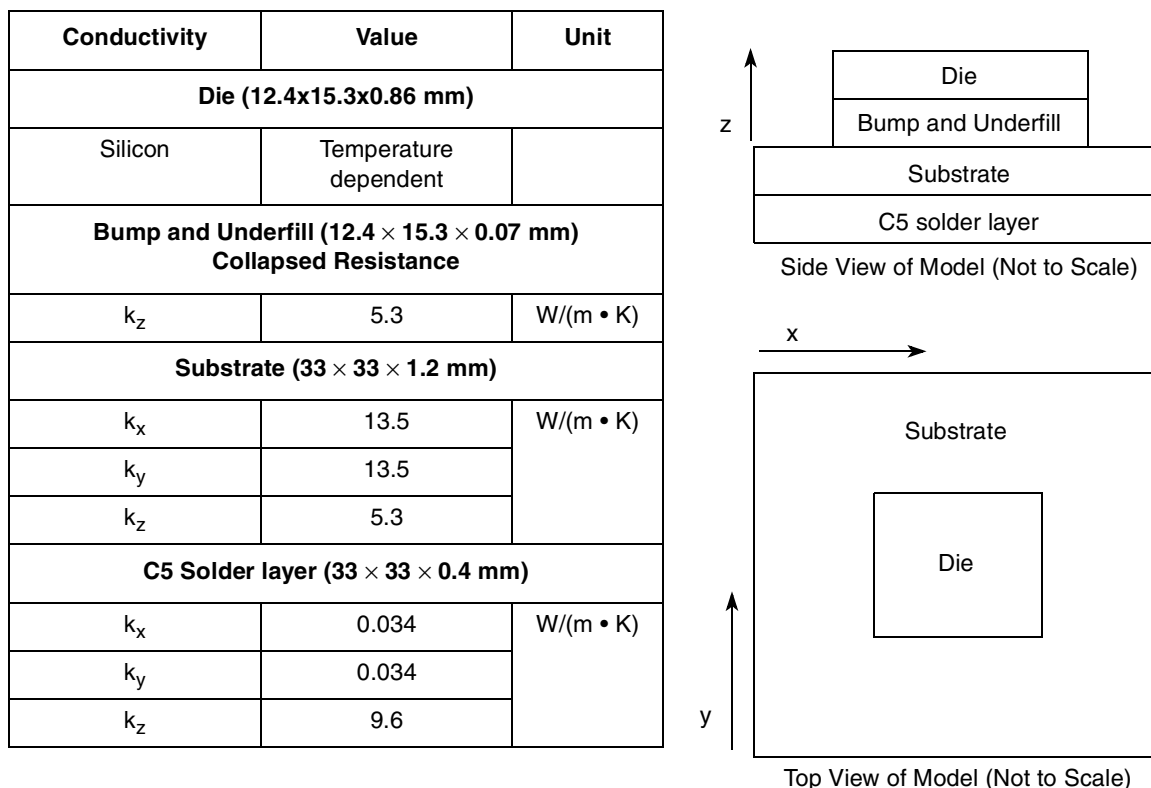 Conductivity Value Unit
Die (12.4x15.3x0.86 mm)
Silicon Temperature
dependent
Bump and Underfill (12.4 × 15.3 × 0.07 mm)
Collapsed Resistance
kz 5.3 W/(m • K)
Substrate (33 × 33 × 1.2 mm)
kx 13.5 W/(m • K)
ky 13.5
kz 5.3
C5 Solder layer (33 × 33 × 0.4 mm)
kx 0.034 W/(m • K)
ky 0.034
kz 9.6
z
Die
Bump and Underfill
Substrate
C5 solder layer
Side View of Model (Not to Scale)
x
Substrate
Die
y
Top View of Model (Not to Scale)